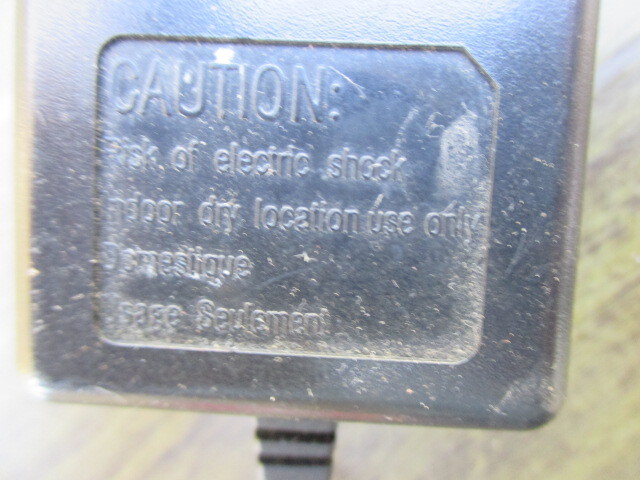 CAUTION:
Risk of electric shock
Indoor dry location use only
Domestique
Usage Seulement